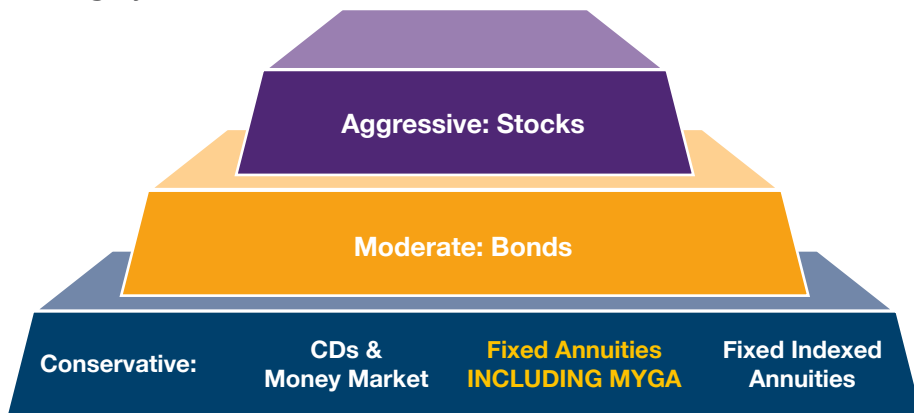 Aggressive: Stocks
Moderate: Bonds
Conservative:
CDs &
Money Market
Fixed Annuities
INCLUDING MYGA
Fixed Indexed
Annuities